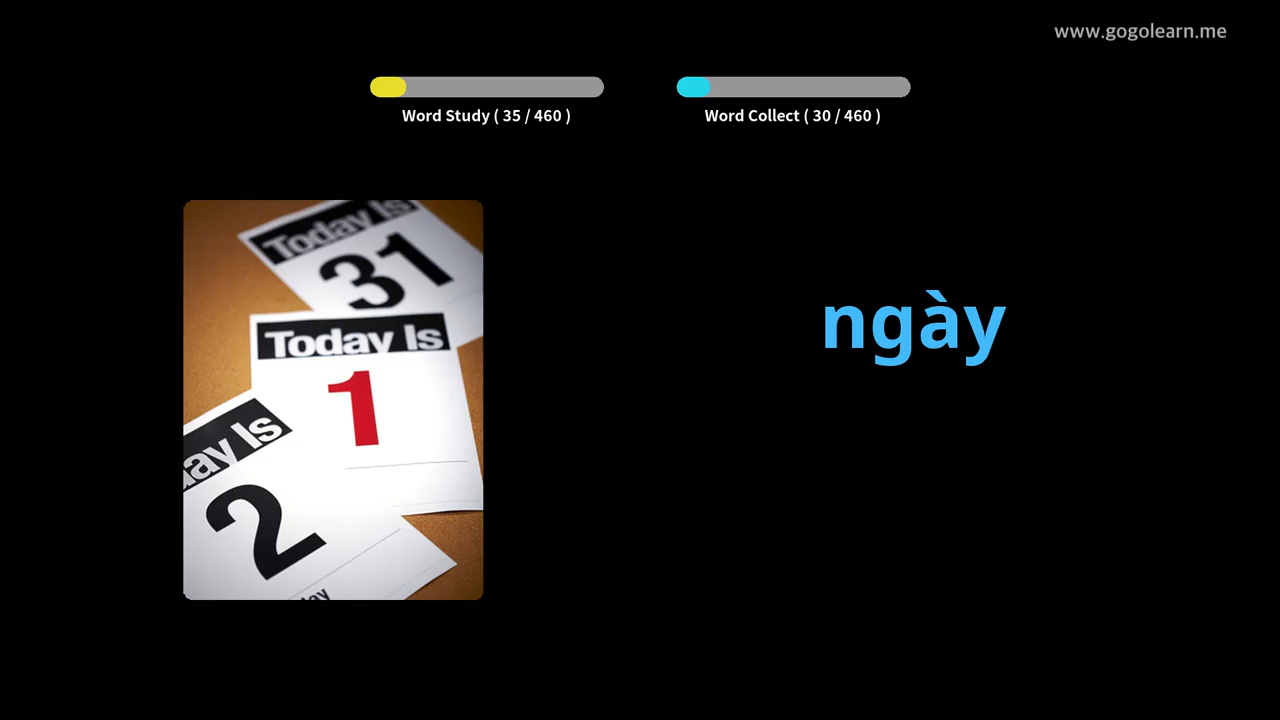 www.gogolearn.me
Word Study ( 35 / 460 )
Word Collect ( 30 / 460 )
Today Is
31
Today Is
1
ay Is
2
ngày